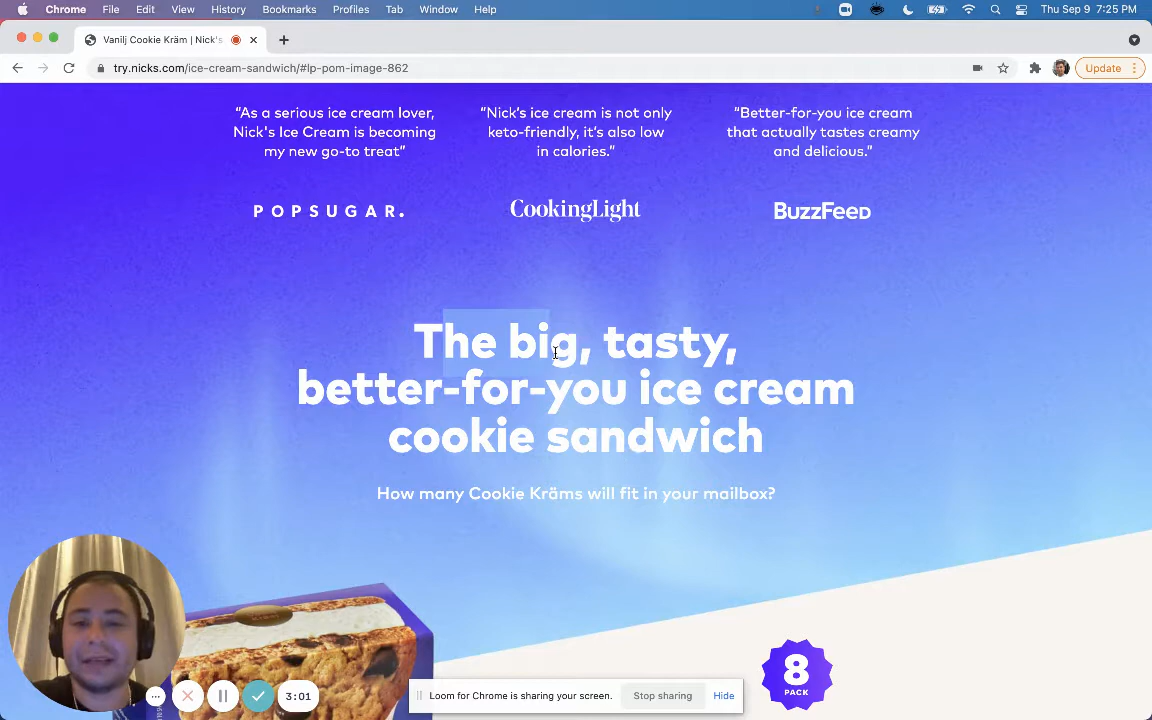 Chrome File Edit View History Bookmarks Profiles Tab Window Help Thu Sep 9 7:25 PM
Vanilj Cookie Kräm | Nick's
try.nicks.com/ice-cream-sandwich/#lp-pom-image-862 Update
“As a serious ice cream lover,
Nick's Ice Cream is becoming
my new go-to treat”
POPSUGAR.
“Nick's ice cream is not only
keto-friendly, it's also low
in calories.”
CookingLight
“Better-for-you ice cream
that actually tastes creamy
and delicious.”
BuzzFeed
The big, tasty,
better-for-you ice cream
cookie sandwich
How many Cookie Kräms will fit in your mailbox?
8
PACK
3:01
Loom for Chrome is sharing your screen. Stop sharing Hide